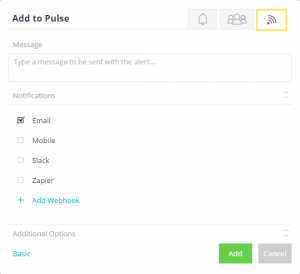 Add to Pulse
Message
Type a message to be sent with the alert...
Notifications
Email
Mobile
Slack
Zapier
+ Add Webhook
Additional Options
Basic
Add
Cancel